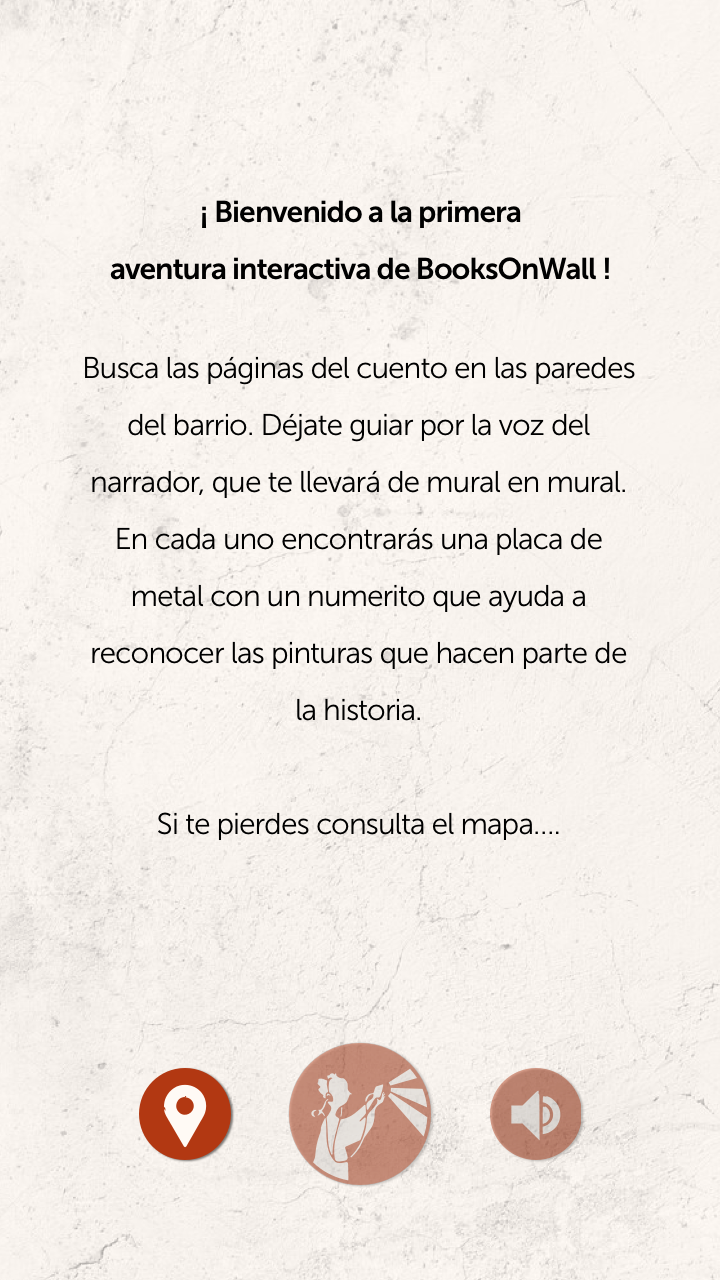 ¡ Bienvenido a la primera
aventura interactiva de BooksOnWall !
Busca las páginas del cuento en las paredes
del barrio. Déjate guiar por la voz del
narrador, que te llevará de mural en mural.
En cada uno encontrarás una placa de
metal con un numerito que ayuda a
reconocer las pinturas que hacen parte de
la historia.
Si te pierdes consulta el mapa....